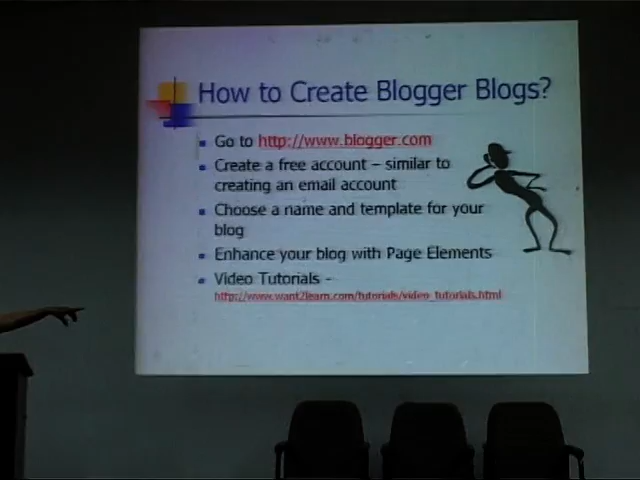 How to Create Blogger Blogs?
Go to http://www.blogger.com
Create a free account – similar to
creating an email account
Choose a name and template for your
blog
Enhance your blog with Page Elements
Video Tutorials -
http://www.want2learn.com/tutorials/video_tutorials.html